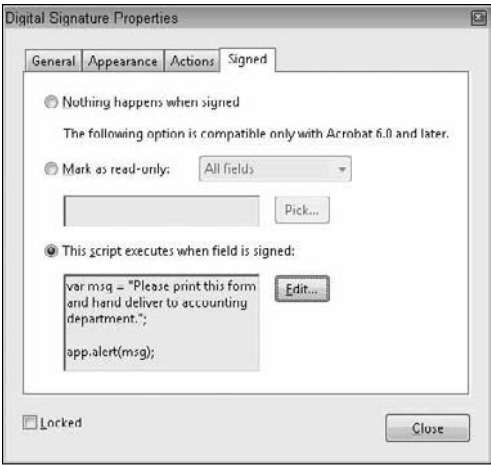 Digital Signature Properties
General Appearance Actions Signed
Nothing happens when signed
The following option is compatible only with Acrobat 6.0 and later.
Mark as read-only: All fields
Pick...
This script executes when field is signed:
var msg = "Please print this form
and hand deliver to accounting
department.";
Edit...
app.alert(msg);
Locked
Close